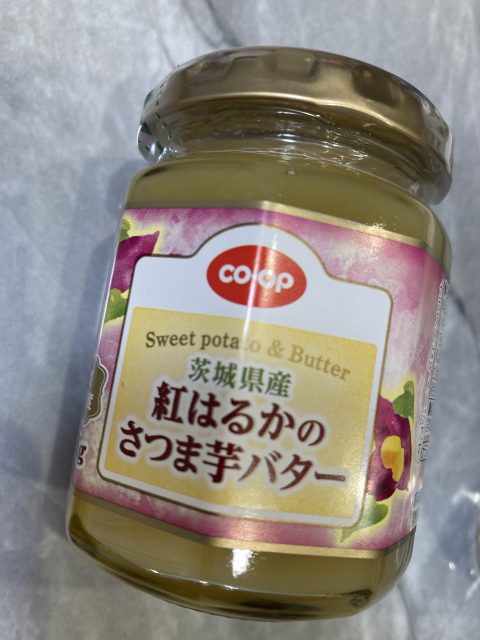 CO·OP
Sweet potato & Butter
茨城県産
紅はるかの
さつま芋バター
g